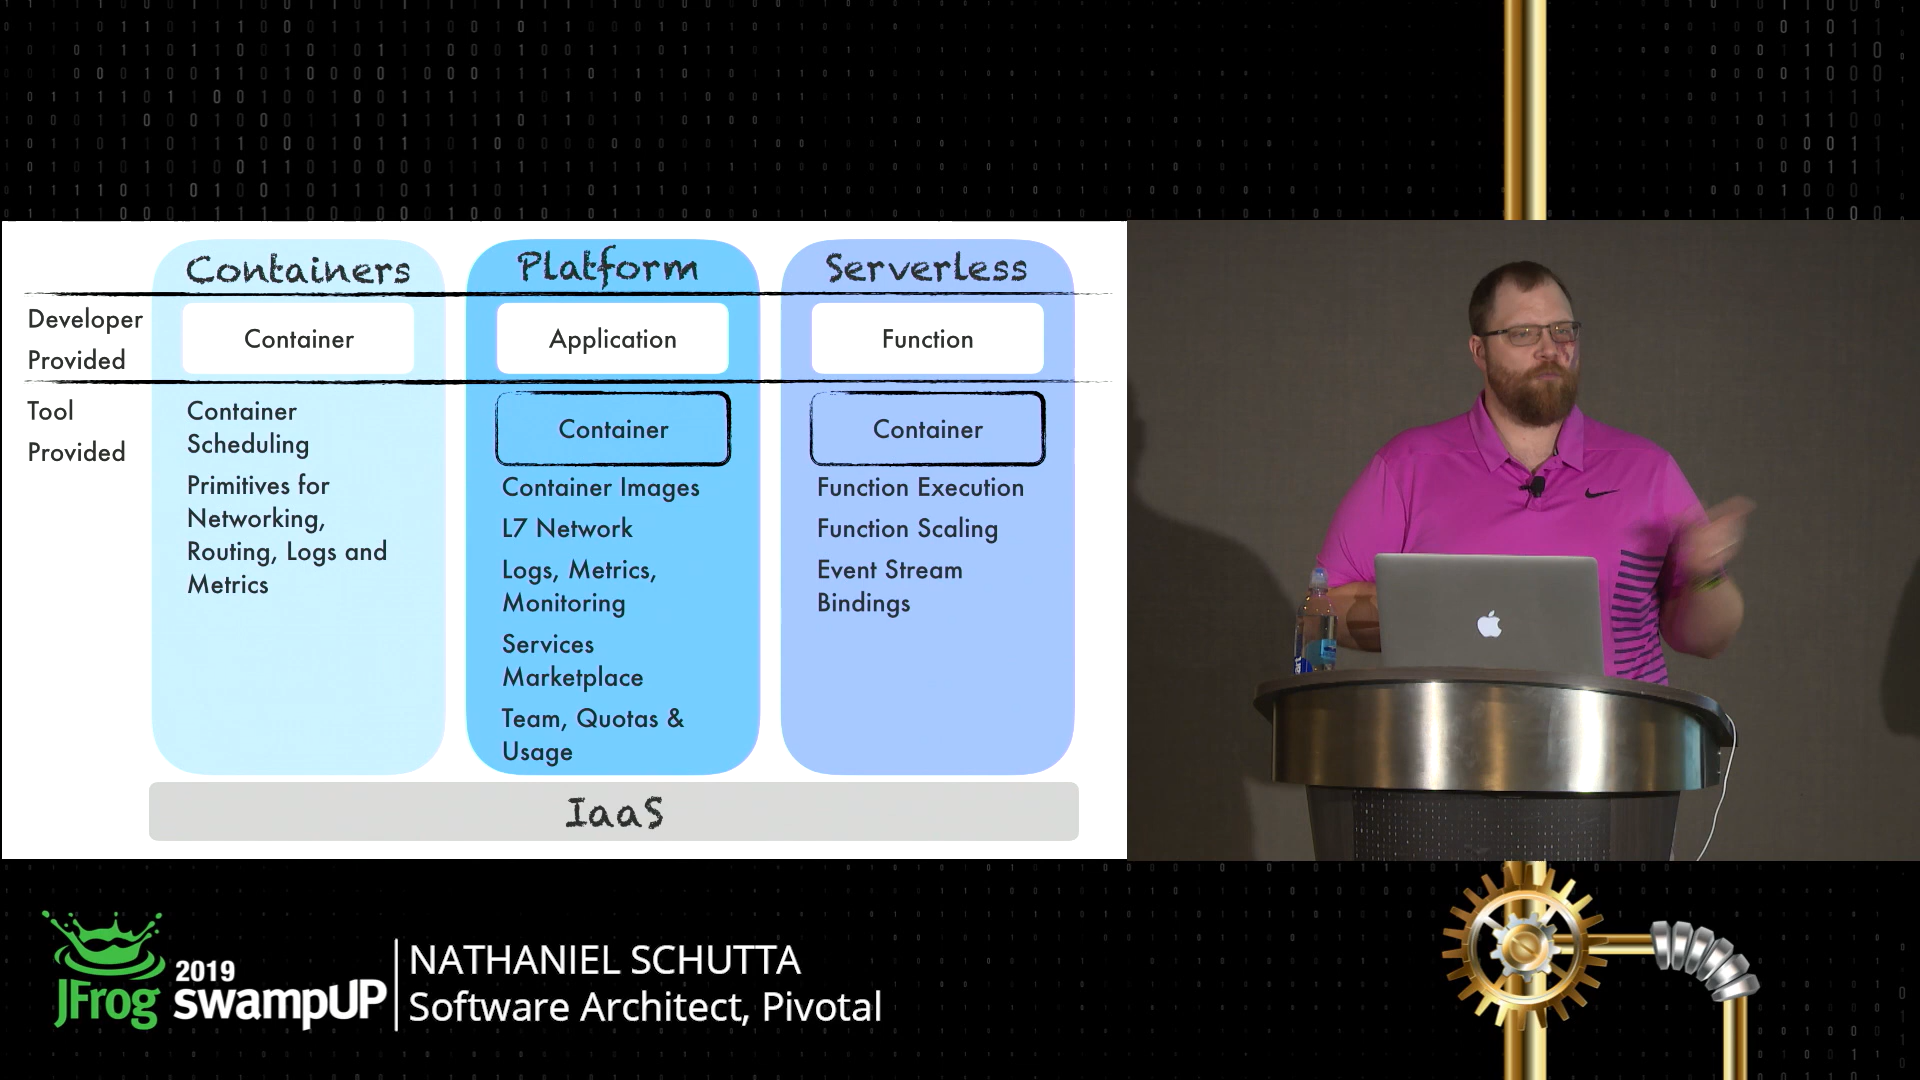 Containers
Platform
Serverless
Developer
Provided
Container
Application
Function
Tool
Provided
Container
Scheduling
Primitives for
Networking,
Routing, Logs and
Metrics
Container
Container Images
L7 Network
Logs, Metrics,
Monitoring
Services
Marketplace
Team, Quotas &
Usage
Container
Function Execution
Function Scaling
Event Stream
Bindings
IaaS
JFrog
2019
swampUP
NATHANIEL SCHUTTA
Software Architect, Pivotal